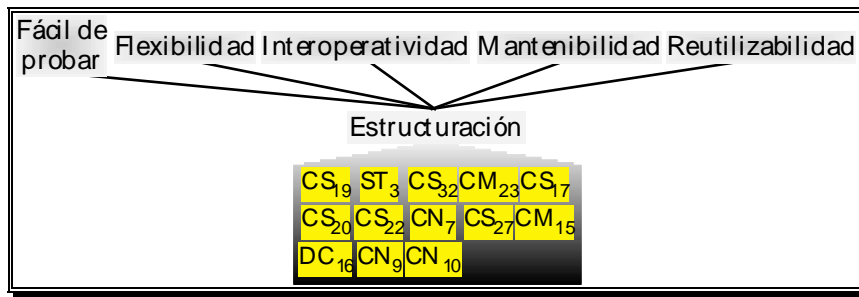 Fácil de
probar
Flexibilidad Interoperatividad Mantenibilidad Reutilizabilidad
Estructuración
CS19 ST3 CS32 CM23 CS17
CS20 CS22 CN7 CS27 CM15
DC16 CN9 CN10